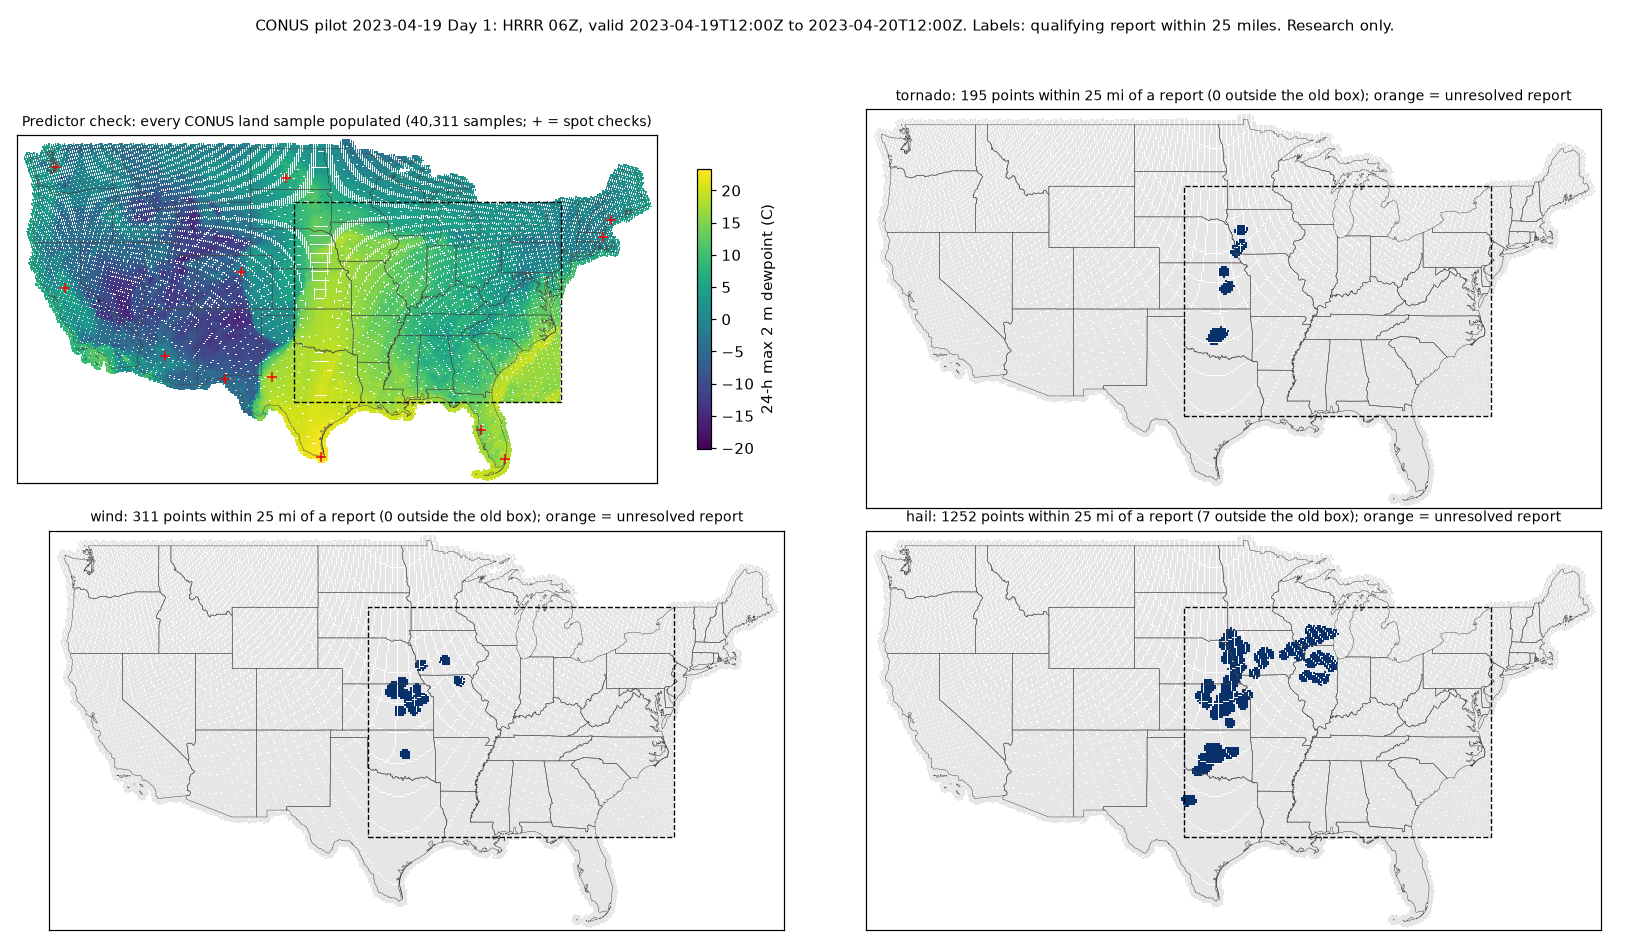 CONUS pilot 2023-04-19 Day 1: HRRR 06Z, valid 2023-04-19T12:00Z to 2023-04-20T12:00Z. Labels: qualifying report within 25 miles. Research only.
Predictor check: every CONUS land sample populated (40,311 samples; + = spot checks)
20
15
10
5
0
−5
−10
−15
−20
24-h max 2 m dewpoint (C)
tornado: 195 points within 25 mi of a report (0 outside the old box); orange = unresolved report
wind: 311 points within 25 mi of a report (0 outside the old box); orange = unresolved report
hail: 1252 points within 25 mi of a report (7 outside the old box); orange = unresolved report